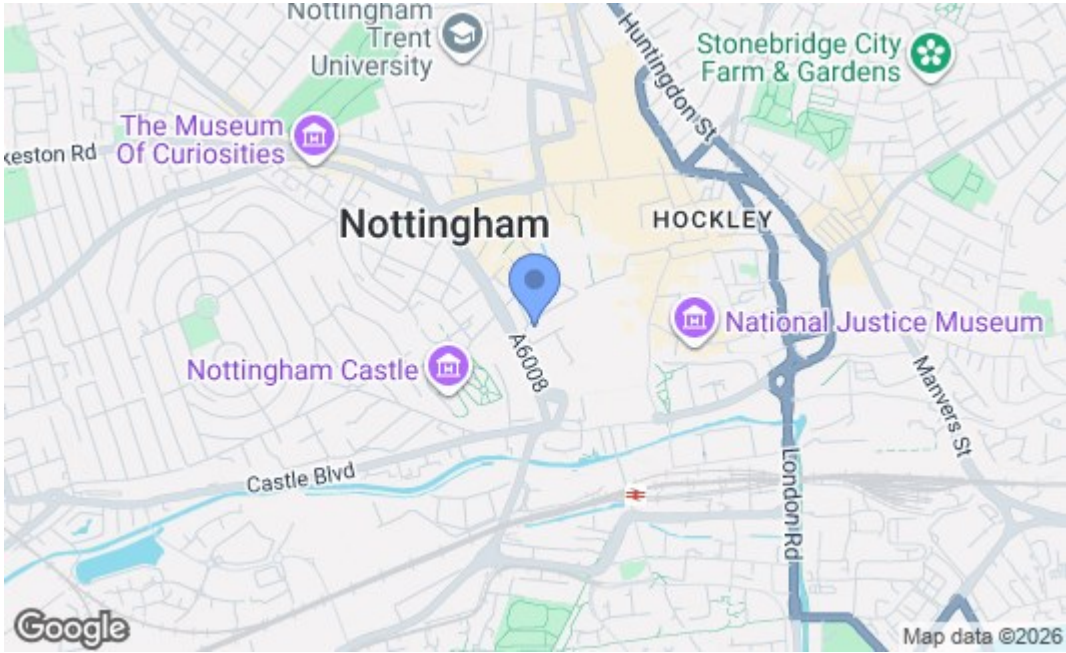 Nottingham
Trent
University
Huntingdon St
Stonebridge City
Farm & Gardens
The Museum
Of Curiosities
keston Rd
Nottingham
HOCKLEY
National Justice Museum
A6008
Nottingham Castle
Manvers St
Castle Blvd
London Rd
Google
Map data ©2026